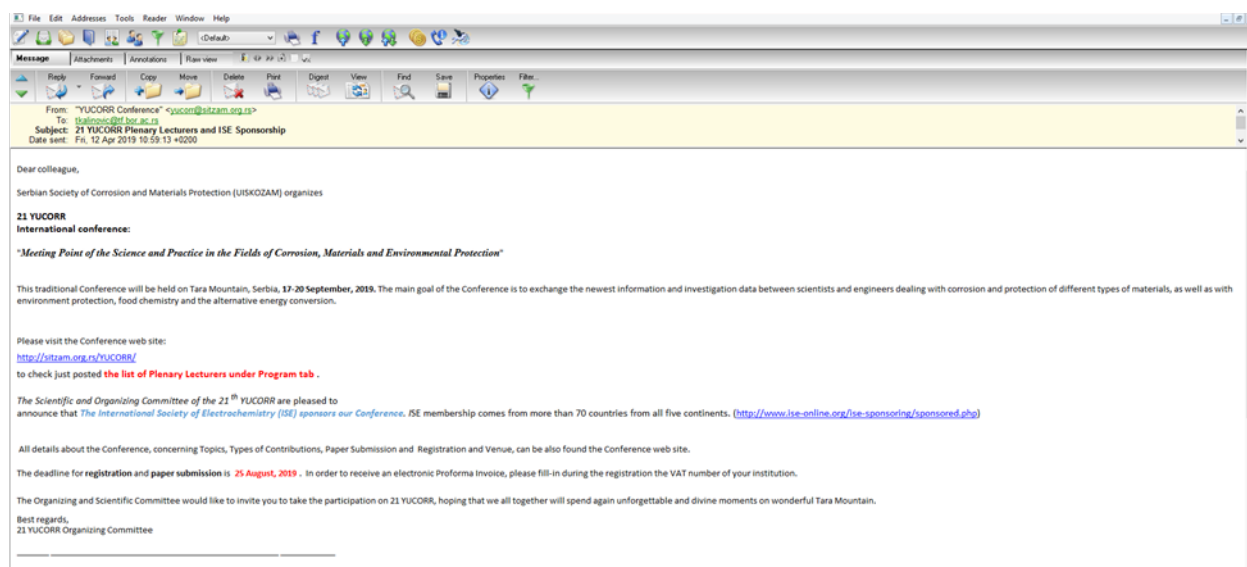 File Edit Addresses Tools Reader Window Help
<Default>
Message Attachments Annotations Raw view
Reply Forward Copy Move Delete Print Digest View Find Save Properties Filter...
From: "YUCORR Conference" <yucorr@sitzam.org.rs>
To: tkalinovic@tf.bor.ac.rs
Subject: 21 YUCORR Plenary Lecturers and ISE Sponsorship
Date sent: Fri, 12 Apr 2019 10:59:13 +0200
Dear colleague,
Serbian Society of Corrosion and Materials Protection (UISKOZAM) organizes
21 YUCORR
International conference:
"Meeting Point of the Science and Practice in the Fields of Corrosion, Materials and Environmental Protection"
This traditional Conference will be held on Tara Mountain, Serbia, 17-20 September, 2019. The main goal of the Conference is to exchange the newest information and investigation data between scientists and engineers dealing with corrosion and protection of different types of materials, as well as with
environment protection, food chemistry and the alternative energy conversion.
Please visit the Conference web site:
http://sitzam.org.rs/YUCORR/
to check just posted the list of Plenary Lecturers under Program tab .
The Scientific and Organizing Committee of the 21 th YUCORR are pleased to
announce that The International Society of Electrochemistry (ISE) sponsors our Conference. ISE membership comes from more than 70 countries from all five continents. (http://www.ise-online.org/ise-sponsoring/sponsored.php)
All details about the Conference, concerning Topics, Types of Contributions, Paper Submission and Registration and Venue, can be also found the Conference web site.
The deadline for registration and paper submission is 25 August, 2019 . In order to receive an electronic Proforma Invoice, please fill-in during the registration the VAT number of your institution.
The Organizing and Scientific Committee would like to invite you to take the participation on 21 YUCORR, hoping that we all together will spend again unforgettable and divine moments on wonderful Tara Mountain.
Best regards,
21 YUCORR Organizing Committee